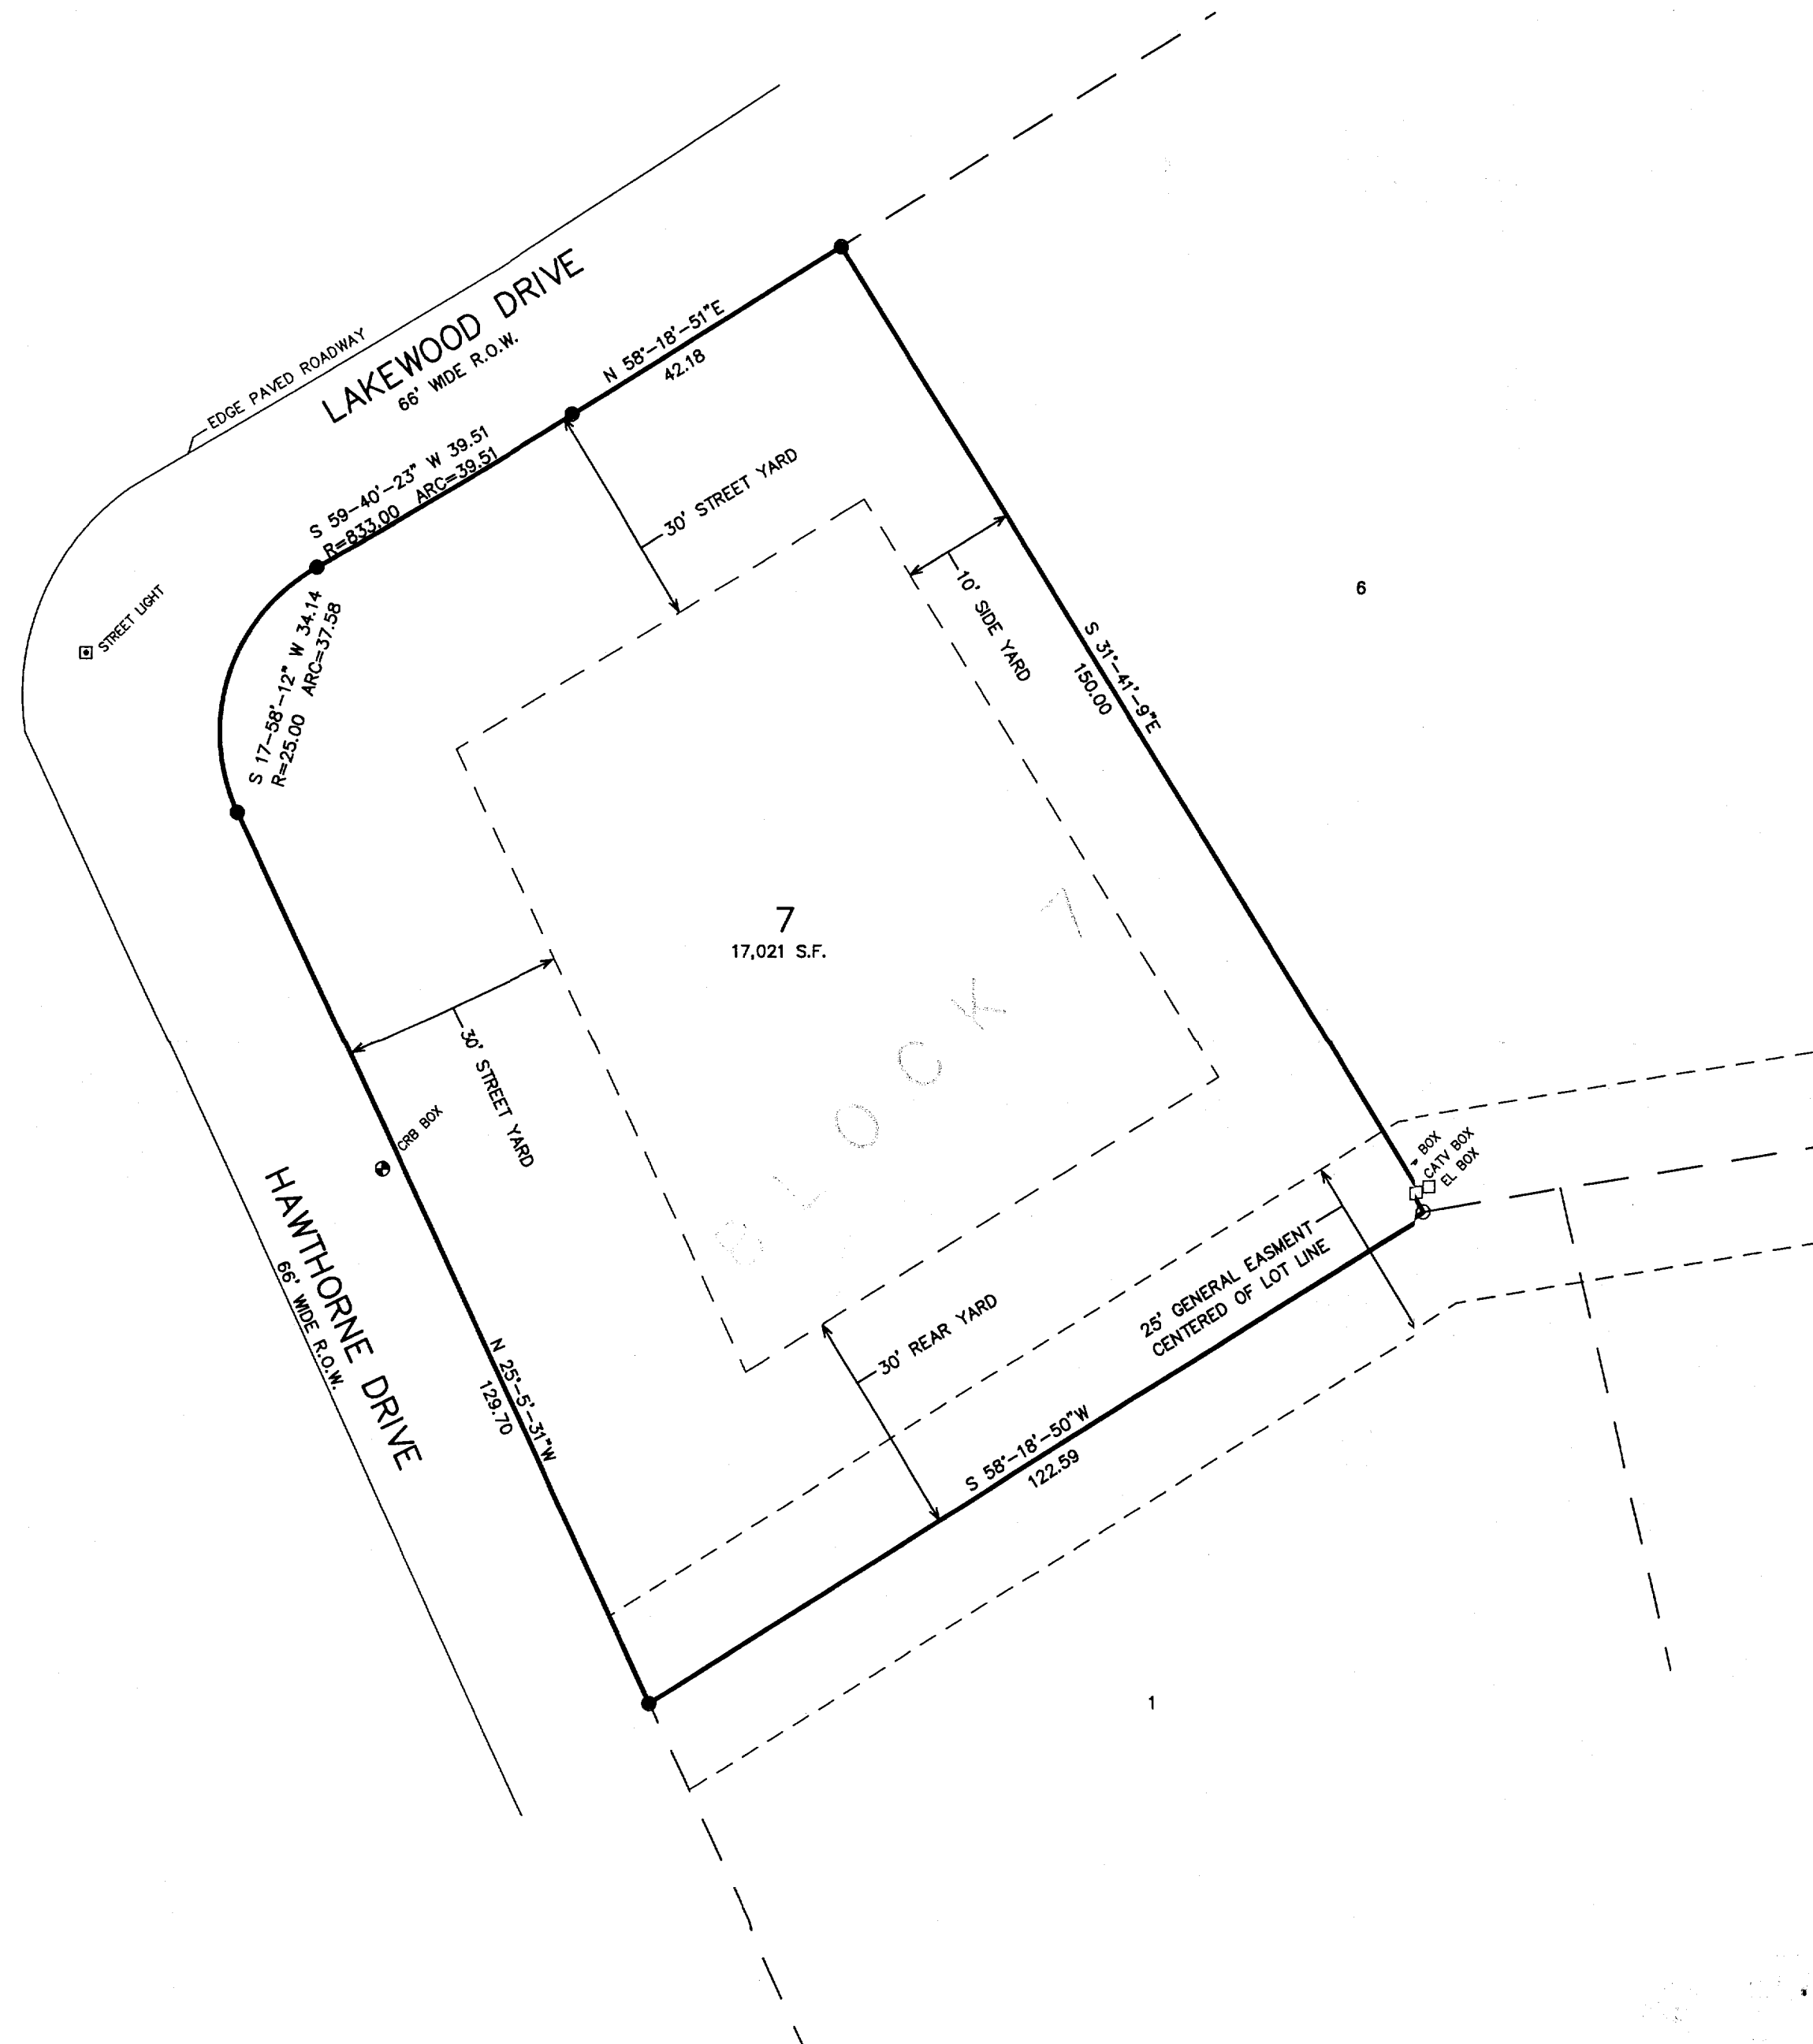 LAKEWOOD DRIVE
66' WIDE R.O.W.
EDGE PAVED ROADWAY
N 58°-18'-51"E
42.18
S 59-40'-23" W 39.51
R=833.00 ARC=39.51
30' STREET YARD
STREET LIGHT
S 17-58'-12" W 34.14
R=25.00 ARC=37.58
10' SIDE YARD
S 31°-41'-9"E
150.00
6
7
17,021 S.F.
BLOCK 7
30' STREET YARD
CRB BOX
HAWTHORNE DRIVE
66' WIDE R.O.W.
N 25°-5'-31"W
129.70
BOX
CATV BOX
EL BOX
25' GENERAL EASMENT
CENTERED OF LOT LINE
30' REAR YARD
S 58°-18'-50"W
122.59
1